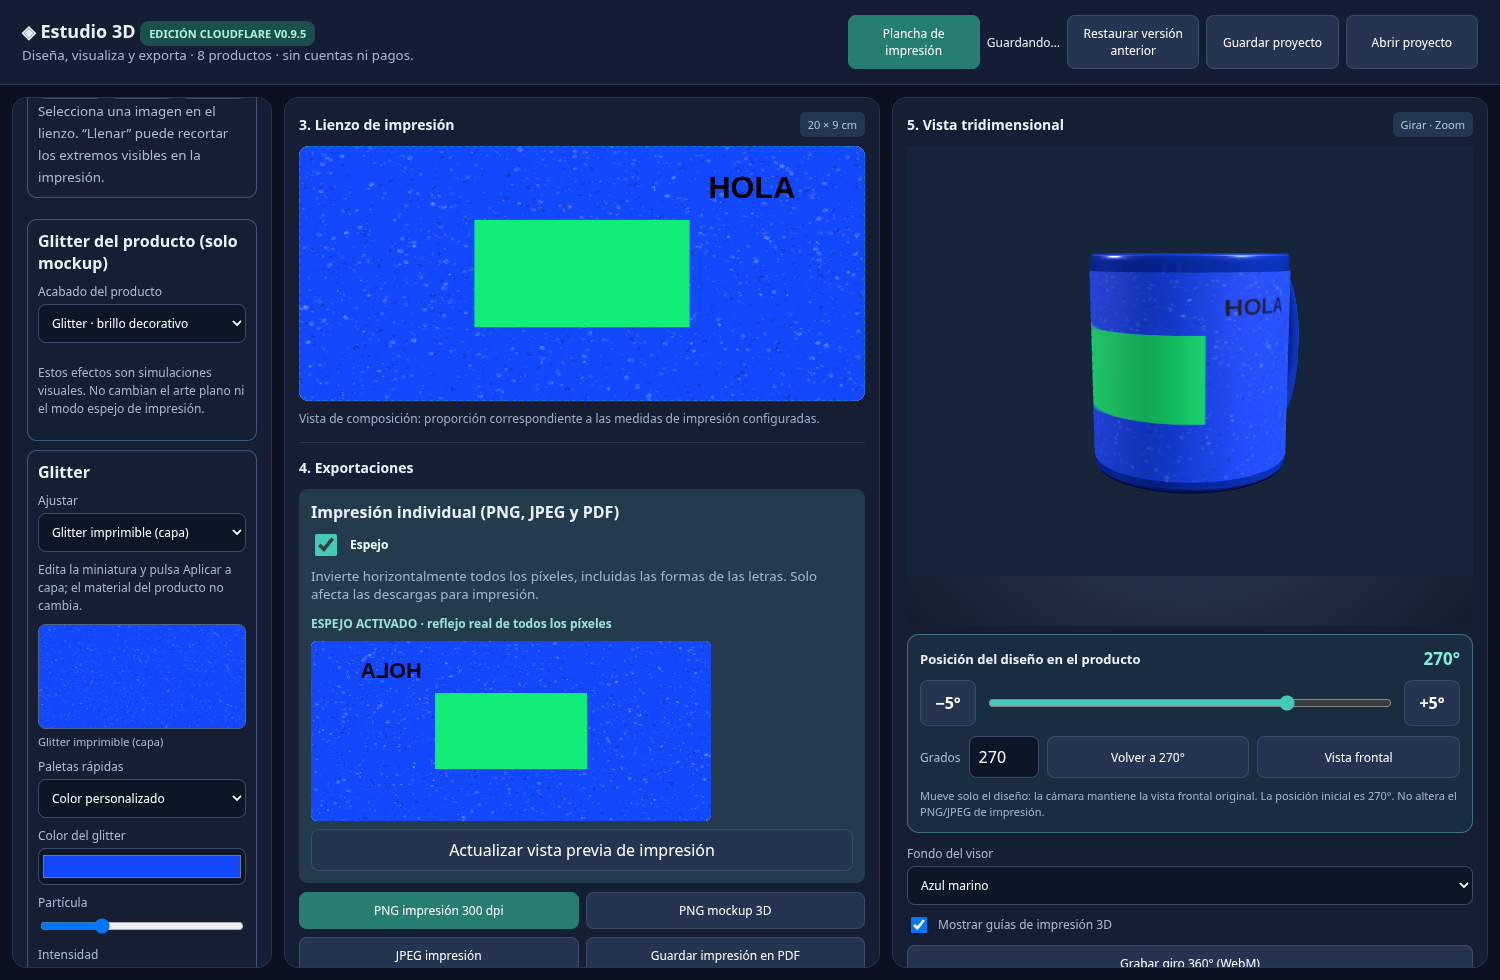 ◈ Estudio 3D
EDICIÓN CLOUDFLARE V0.9.5
Diseña, visualiza y exporta · 8 productos · sin cuentas ni pagos.
Plancha de
impresión
Guardando...
Restaurar versión
anterior
Guardar proyecto
Abrir proyecto
Selecciona una imagen en el
lienzo. “Llenar” puede recortar
los extremos visibles en la
impresión.
Glitter del producto (solo
mockup)
Acabado del producto
Glitter · brillo decorativo
Estos efectos son simulaciones
visuales. No cambian el arte plano ni
el modo espejo de impresión.
Glitter
Ajustar
Glitter imprimible (capa)
Edita la miniatura y pulsa Aplicar a
capa; el material del producto no
cambia.
Glitter imprimible (capa)
Paletas rápidas
Color personalizado
Color del glitter
Partícula
Intensidad
3. Lienzo de impresión
20 × 9 cm
HOLA
Vista de composición: proporción correspondiente a las medidas de impresión configuradas.
4. Exportaciones
Impresión individual (PNG, JPEG y PDF)
Espejo
Invierte horizontalmente todos los píxeles, incluidas las formas de las letras. Solo
afecta las descargas para impresión.
ESPEJO ACTIVADO · reflejo real de todos los píxeles
HOLA
Actualizar vista previa de impresión
PNG impresión 300 dpi
PNG mockup 3D
JPEG impresión
Guardar impresión en PDF
5. Vista tridimensional
Girar · Zoom
HOLA
Posición del diseño en el producto
270°
−5°
+5°
Grados
270
Volver a 270°
Vista frontal
Mueve solo el diseño: la cámara mantiene la vista frontal original. La posición inicial es 270°. No altera el
PNG/JPEG de impresión.
Fondo del visor
Azul marino
Mostrar guías de impresión 3D
Grabar giro 360° (WebM)